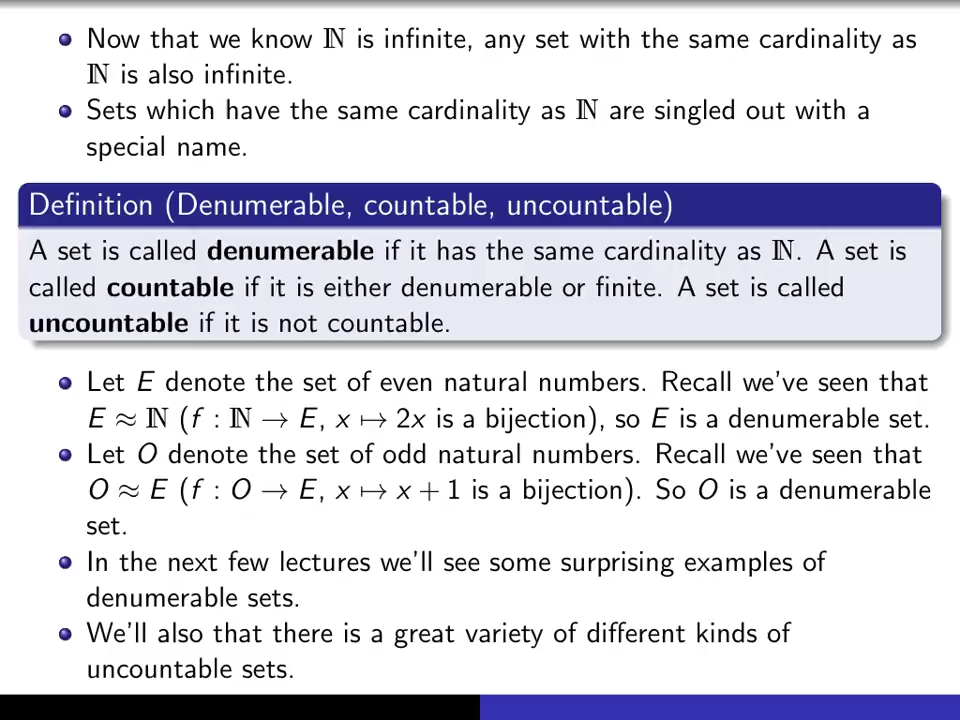 Now that we know ℕ is infinite, any set with the same cardinality as
ℕ is also infinite.
Sets which have the same cardinality as ℕ are singled out with a
special name.
Definition (Denumerable, countable, uncountable)
A set is called denumerable if it has the same cardinality as ℕ. A set is
called countable if it is either denumerable or finite. A set is called
uncountable if it is not countable.
Let E denote the set of even natural numbers. Recall we've seen that
E ≈ ℕ (f : ℕ → E, x ↦ 2x is a bijection), so E is a denumerable set.
Let O denote the set of odd natural numbers. Recall we've seen that
O ≈ E (f : O → E, x ↦ x + 1 is a bijection). So O is a denumerable
set.
In the next few lectures we'll see some surprising examples of
denumerable sets.
We'll also that there is a great variety of different kinds of
uncountable sets.